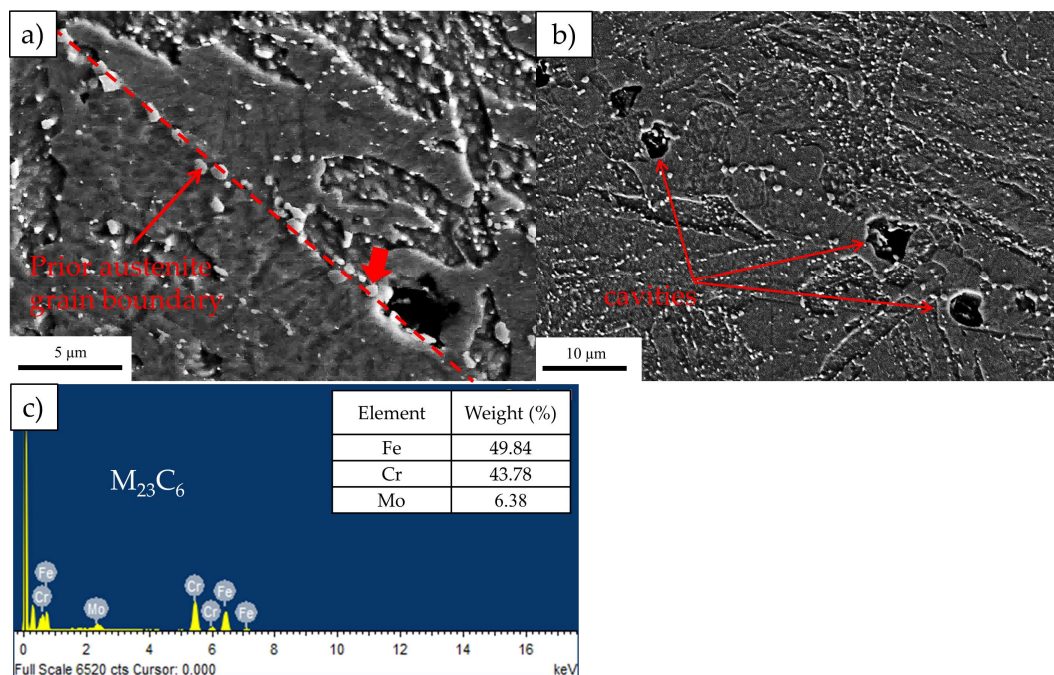 a)
Prior austenite
grain boundary
5 μm
b)
cavities
10 μm
c)
M₂₃C₆
Element Weight (%)
Fe 49.84
Cr 43.78
Mo 6.38
Fe
Cr
Mo
Cr
Cr
Fe
Fe
0 2 4 6 8 10 12 14 16
Full Scale 6520 cts Cursor: 0.000 keV